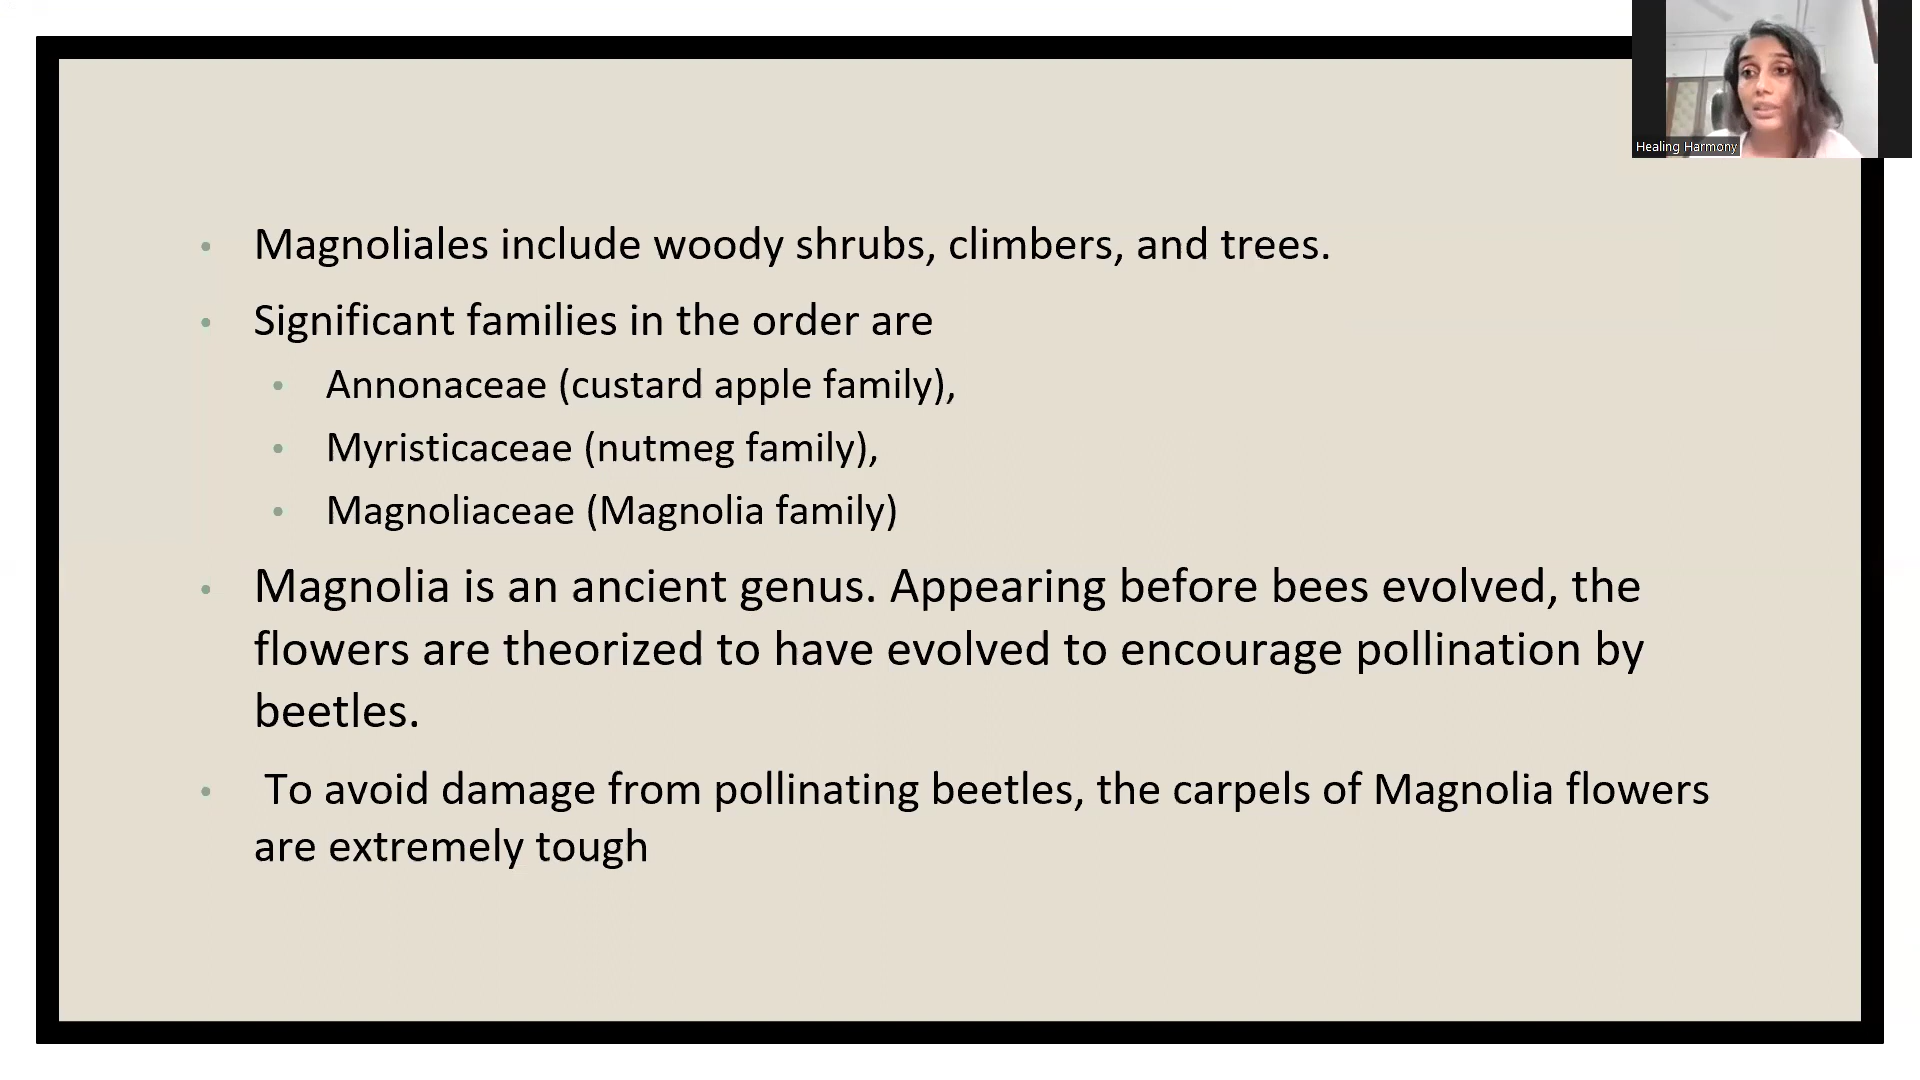 Healing Harmony
• Magnoliales include woody shrubs, climbers, and trees.
• Significant families in the order are
• Annonaceae (custard apple family),
• Myristicaceae (nutmeg family),
• Magnoliaceae (Magnolia family)
• Magnolia is an ancient genus. Appearing before bees evolved, the
flowers are theorized to have evolved to encourage pollination by
beetles.
• To avoid damage from pollinating beetles, the carpels of Magnolia flowers
are extremely tough